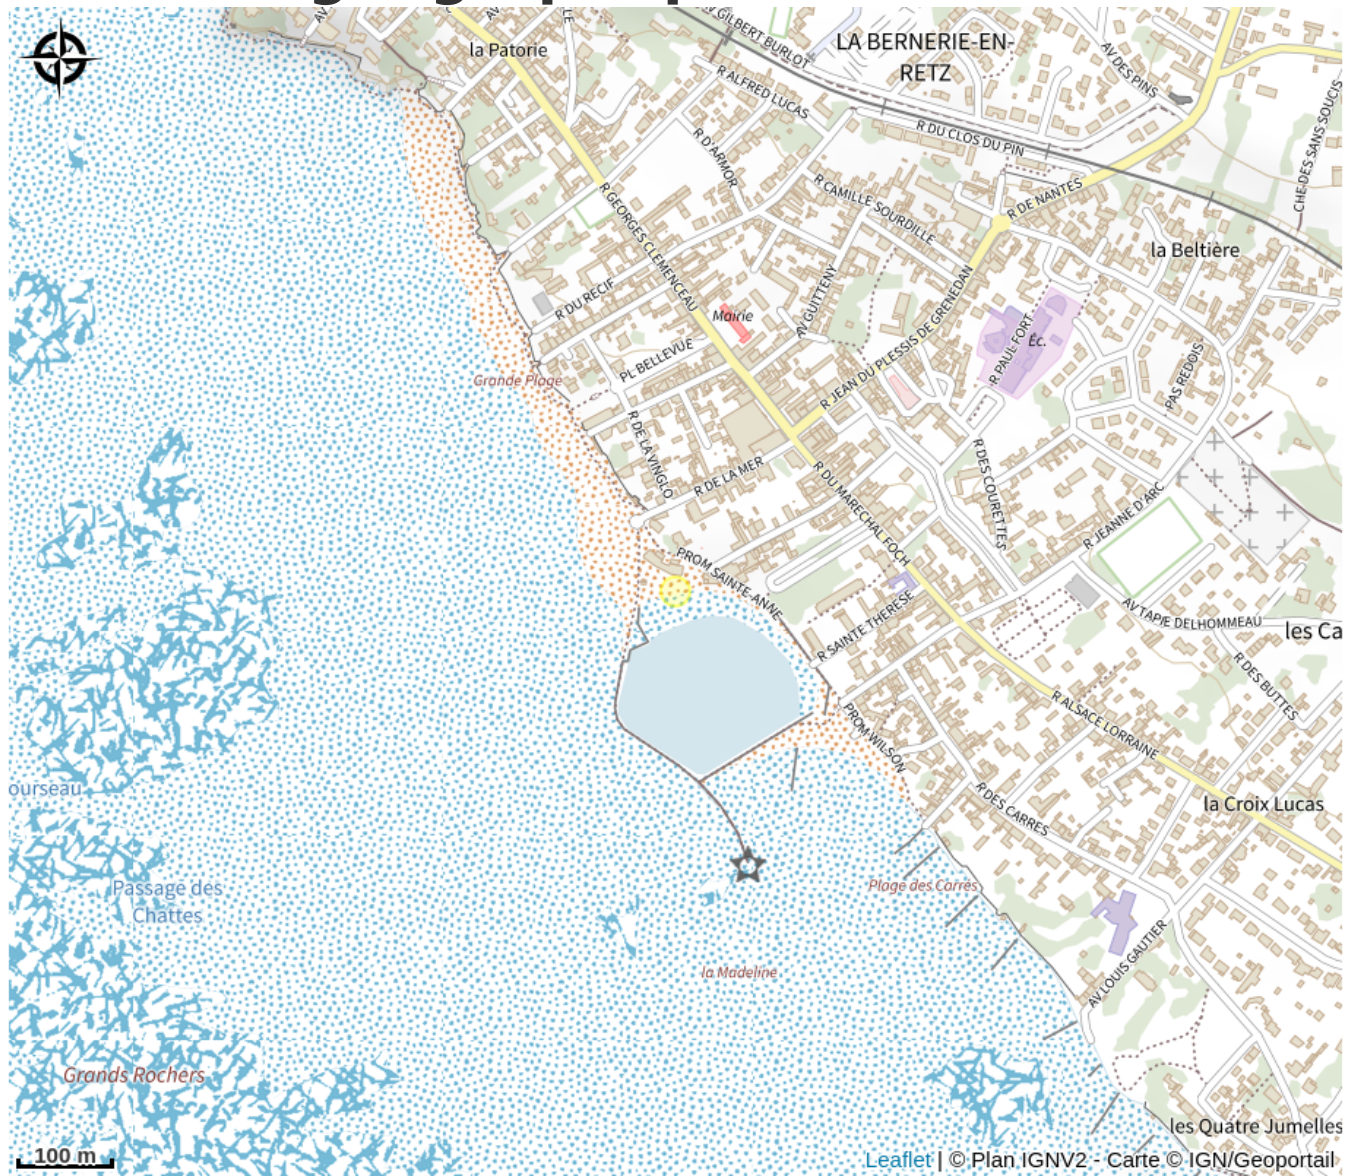 la Patorie
AV GILBERT BURLOT
LA BERNERIE-EN-
RETZ
AV DES PINS
R ALFRED LUCAS
R DU CLOS DU PIN
CHE DES SANS SOUCIS
R D'ARMOR
R CAMILLE SOURDILLE
R DE NANTES
R GEORGES CLEMENCEAU
la Beltière
R DU RECIF
Mairie
AV GUITTENY
R JEAN DU PLESSIS DE GRENEDAN
R PAUL FORT
Éc.
PL BELLEVUE
PAS REDOIS
Grande Plage
R DE LA VINGLO
R DE LA MER
R DU MARECHAL FOCH
R DES COURETTES
R JEANNE D'ARC
PROM SAINTE-ANNE
R SAINTE THERESE
AV TAPIE DELHOMMEAU
les Ca
R DES BUTTES
R ALSACE LORRAINE
PROM WILSON
ourseau
R DES CARRES
la Croix Lucas
Passage des
Chattes
Plage des Carrés
la Madeline
AV LOUIS GAUTIER
Grands Rochers
les Quatre Jumelles
100 m
Leaflet | © Plan IGNV2 - Carte © IGN/Geoportail